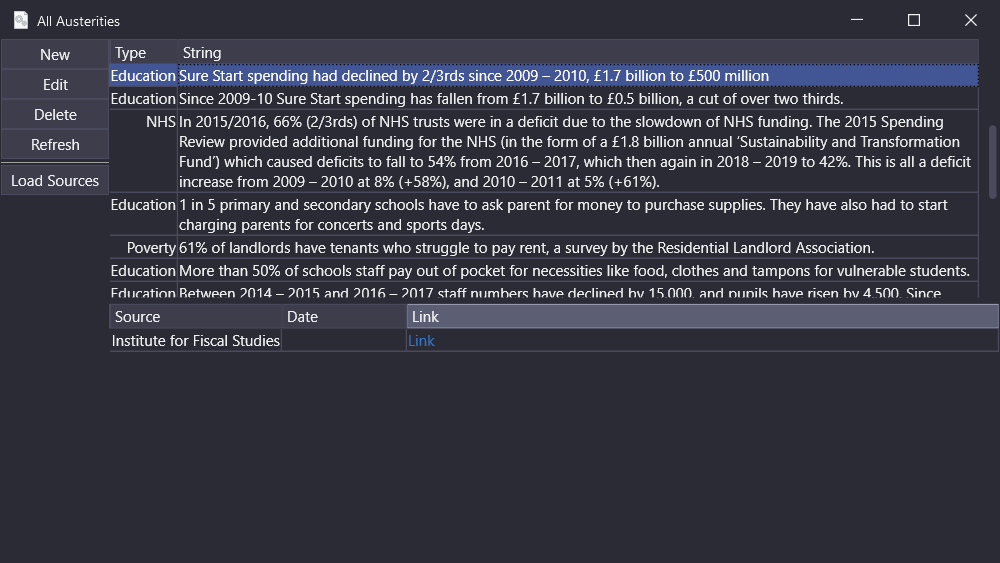 All Austerities
New
Edit
Delete
Refresh
Load Sources
Type String
Education Sure Start spending had declined by 2/3rds since 2009 – 2010, £1.7 billion to £500 million
Education Since 2009-10 Sure Start spending has fallen from £1.7 billion to £0.5 billion, a cut of over two thirds.
NHS In 2015/2016, 66% (2/3rds) of NHS trusts were in a deficit due to the slowdown of NHS funding. The 2015 Spending
Review provided additional funding for the NHS (in the form of a £1.8 billion annual ‘Sustainability and Transformation
Fund’) which caused deficits to fall to 54% from 2016 – 2017, which then again in 2018 – 2019 to 42%. This is all a deficit
increase from 2009 – 2010 at 8% (+58%), and 2010 – 2011 at 5% (+61%).
Education 1 in 5 primary and secondary schools have to ask parent for money to purchase supplies. They have also had to start
charging parents for concerts and sports days.
Poverty 61% of landlords have tenants who struggle to pay rent, a survey by the Residential Landlord Association.
Education More than 50% of schools staff pay out of pocket for necessities like food, clothes and tampons for vulnerable students.
Education Between 2014 – 2015 and 2016 – 2017 staff numbers have declined by 15,000, and pupils have risen by 4,500. Since
Source Date Link
Institute for Fiscal Studies Link